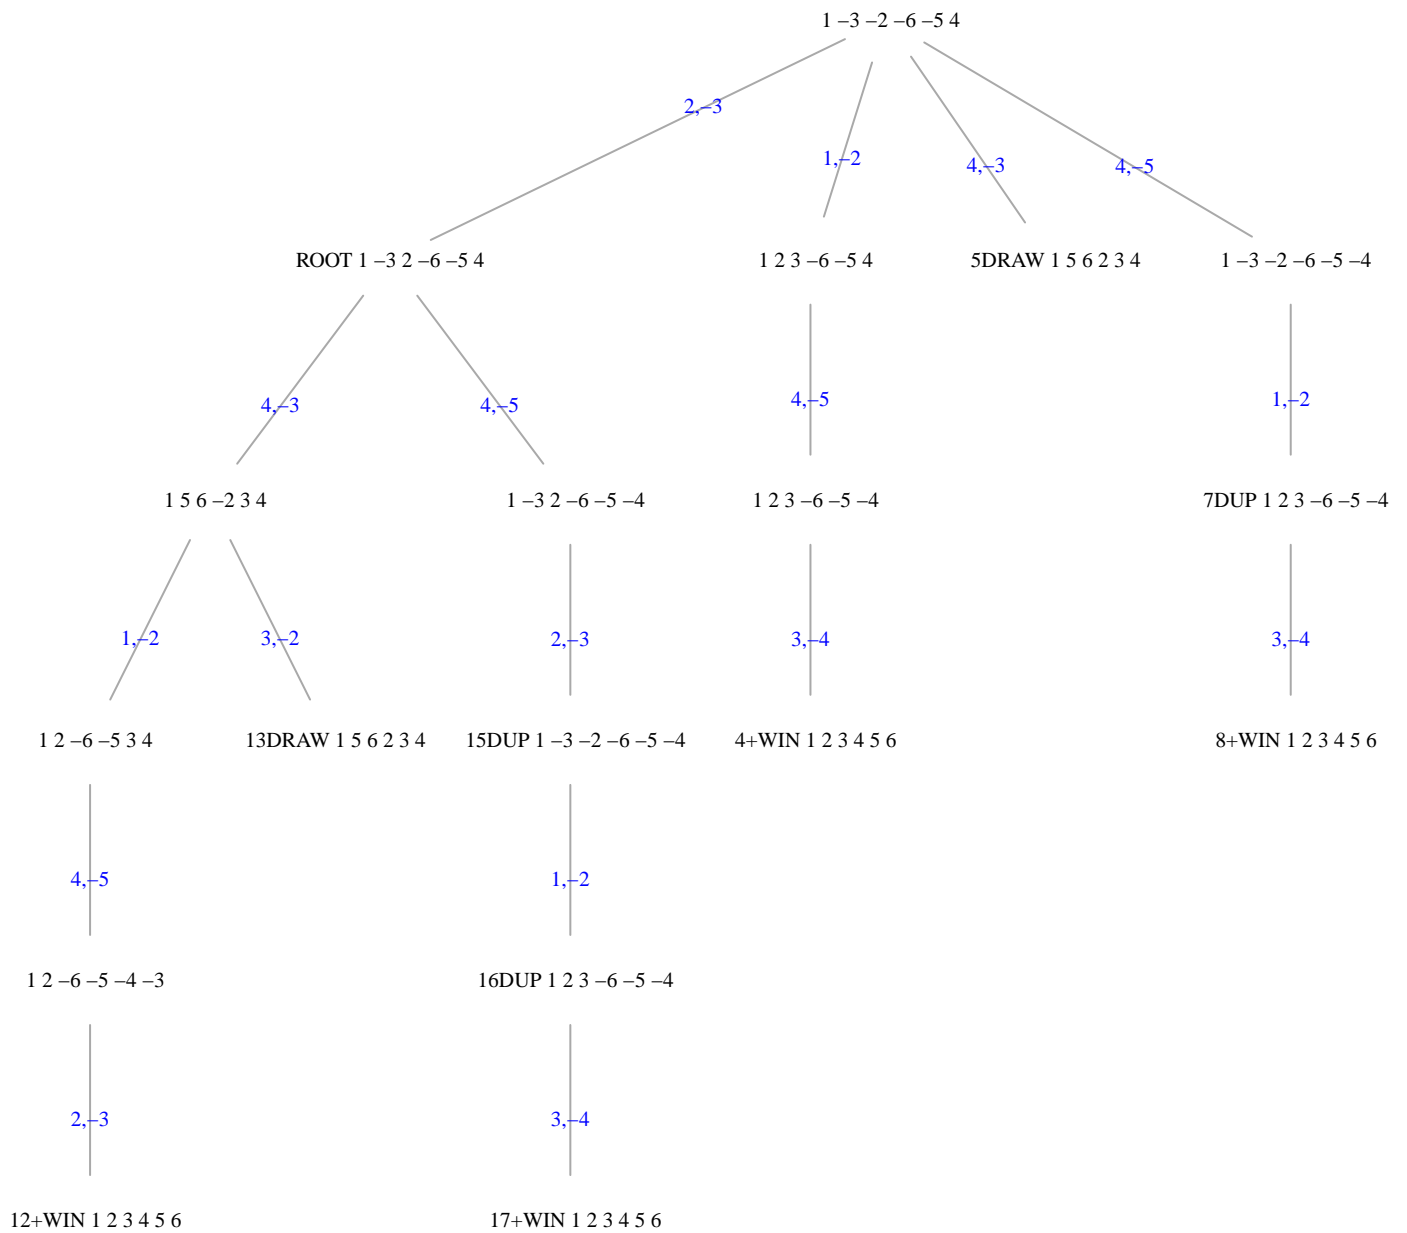 1 –3 –2 –6 –5 4
2,–3
1,–2
4,–3
4,–5
ROOT 1 –3 2 –6 –5 4
1 2 3 –6 –5 4
5DRAW 1 5 6 2 3 4
1 –3 –2 –6 –5 –4
4,–3
4,–5
4,–5
1,–2
1 5 6 –2 3 4
1 –3 2 –6 –5 –4
1 2 3 –6 –5 –4
7DUP 1 2 3 –6 –5 –4
1,–2
3,–2
2,–3
3,–4
3,–4
1 2 –6 –5 3 4
13DRAW 1 5 6 2 3 4
15DUP 1 –3 –2 –6 –5 –4
4+WIN 1 2 3 4 5 6
8+WIN 1 2 3 4 5 6
4,–5
1,–2
1 2 –6 –5 –4 –3
16DUP 1 2 3 –6 –5 –4
2,–3
3,–4
12+WIN 1 2 3 4 5 6
17+WIN 1 2 3 4 5 6